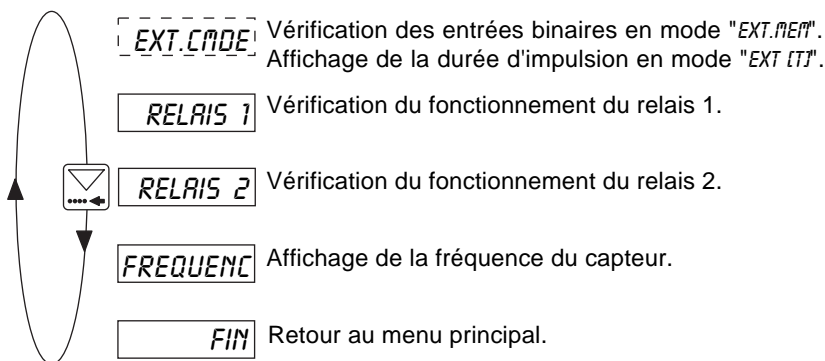 EXT.CMDE Vérification des entrées binaires en mode "EXT.MEM".
Affichage de la durée d'impulsion en mode "EXT [T]".
RELAIS 1 Vérification du fonctionnement du relais 1.
RELAIS 2 Vérification du fonctionnement du relais 2.
FREQUENC Affichage de la fréquence du capteur.
FIN Retour au menu principal.